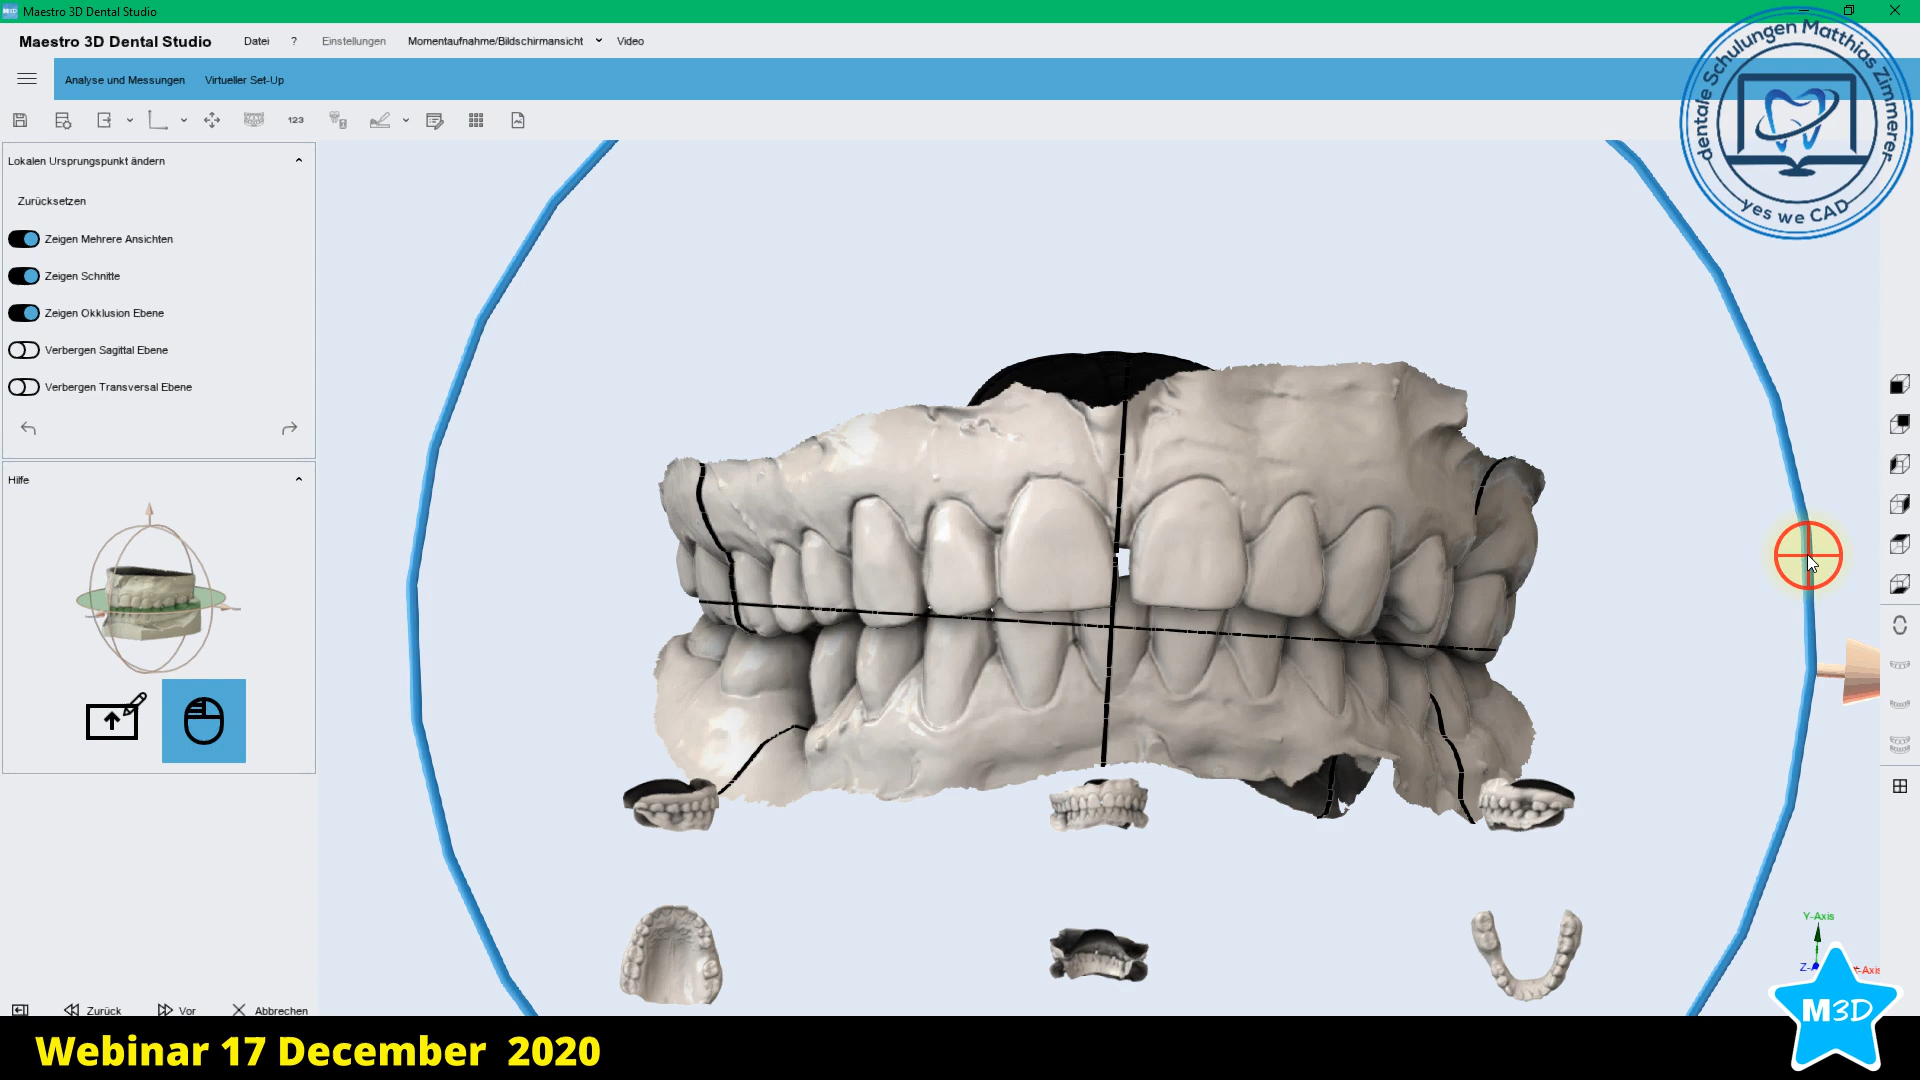 Maestro 3D Dental Studio
Maestro 3D Dental Studio Datei ? Einstellungen Momentaufnahme/Bildschirmansicht Video
Analyse und Messungen Virtueller Set-Up
123
dentale Schulungen Matthias Zimmerer
yes we CAD
Lokalen Ursprungspunkt ändern
Zurücksetzen
Zeigen Mehrere Ansichten
Zeigen Schnitte
Zeigen Okklusion Ebene
Verbergen Sagittal Ebene
Verbergen Transversal Ebene
Hilfe
Y-Axis
Z-A
-Axis
Zurück Vor Abbrechen
M3D
Webinar 17 December 2020